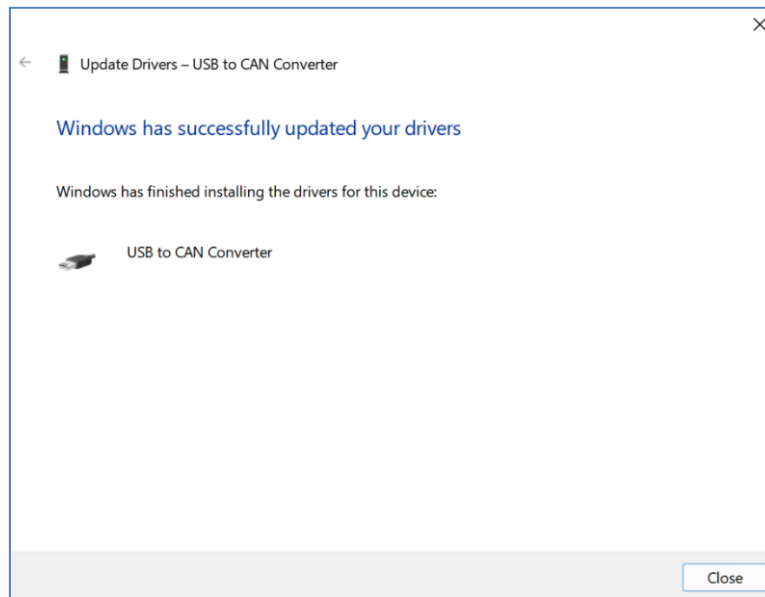 Update Drivers – USB to CAN Converter
Windows has successfully updated your drivers
Windows has finished installing the drivers for this device:
USB to CAN Converter
Close